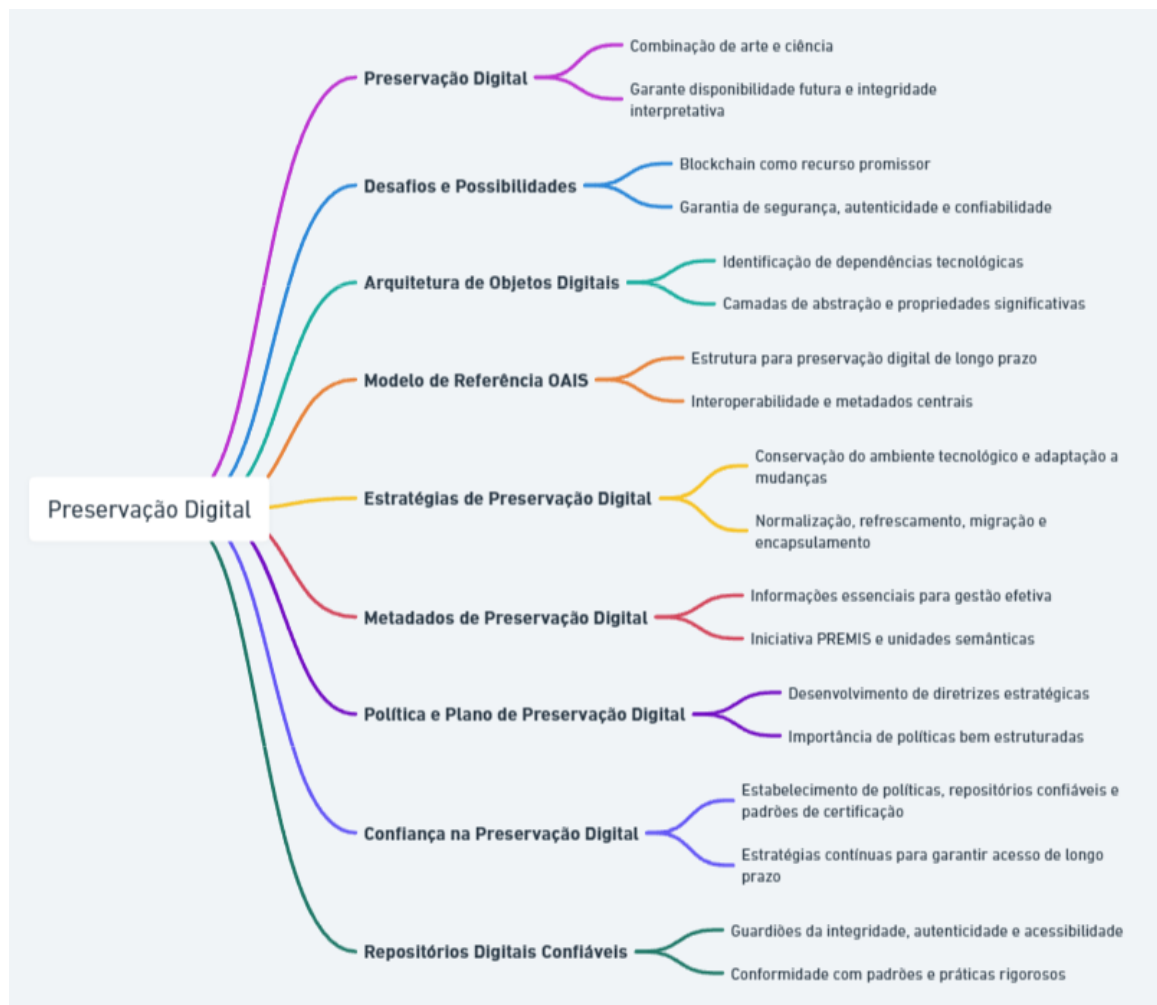 Combinação de arte e ciência
Preservação Digital
Garante disponibilidade futura e integridade
interpretativa
Blockchain como recurso promissor
Desafios e Possibilidades
Garantia de segurança, autenticidade e confiabilidade
Identificação de dependências tecnológicas
Arquitetura de Objetos Digitais
Camadas de abstração e propriedades significativas
Estrutura para preservação digital de longo prazo
Modelo de Referência OAIS
Interoperabilidade e metadados centrais
Conservação do ambiente tecnológico e adaptação a
mudanças
Estratégias de Preservação Digital
Preservação Digital
Normalização, refrescamento, migração e
encapsulamento
Informações essenciais para gestão efetiva
Metadados de Preservação Digital
Iniciativa PREMIS e unidades semânticas
Desenvolvimento de diretrizes estratégicas
Política e Plano de Preservação Digital
Importância de políticas bem estruturadas
Estabelecimento de políticas, repositórios confiáveis e
padrões de certificação
Confiança na Preservação Digital
Estratégias contínuas para garantir acesso de longo
prazo
Guardiões da integridade, autenticidade e acessibilidade
Repositórios Digitais Confiáveis
Conformidade com padrões e práticas rigorosos